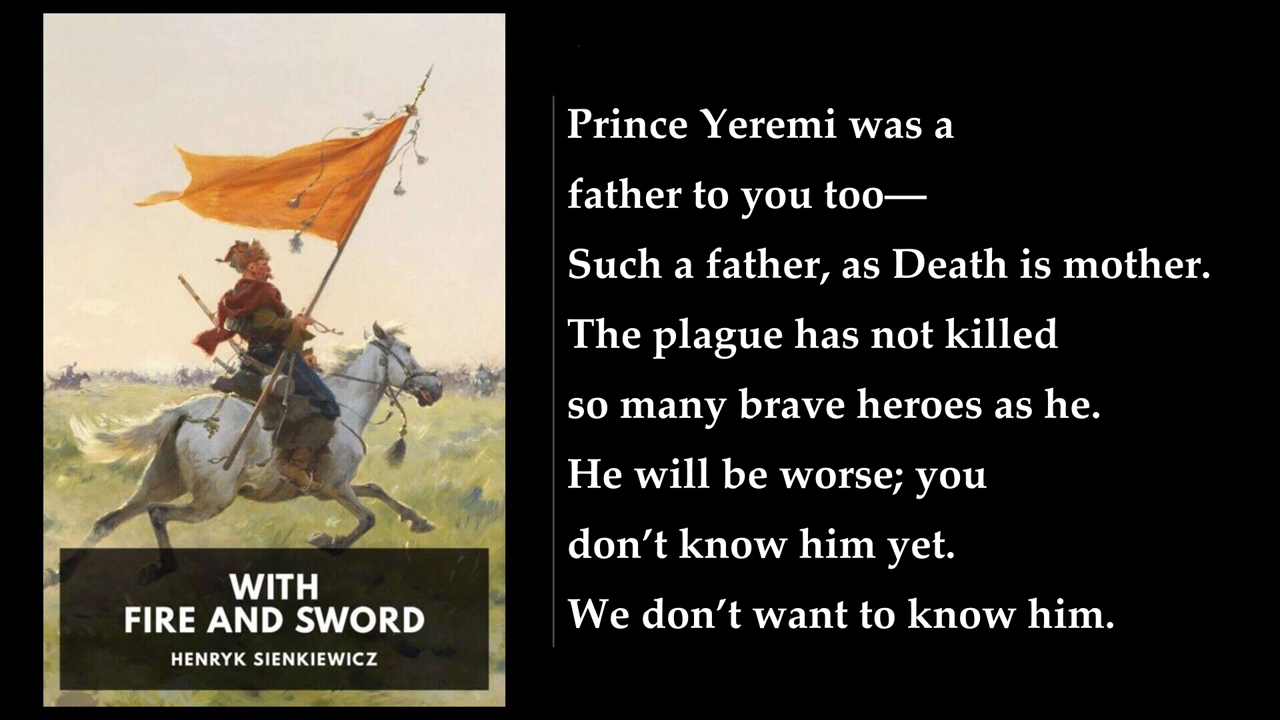 WITH
FIRE AND SWORD
HENRYK SIENKIEWICZ
Prince Yeremi was a
father to you too—
Such a father, as Death is mother.
The plague has not killed
so many brave heroes as he.
He will be worse; you
don’t know him yet.
We don’t want to know him.